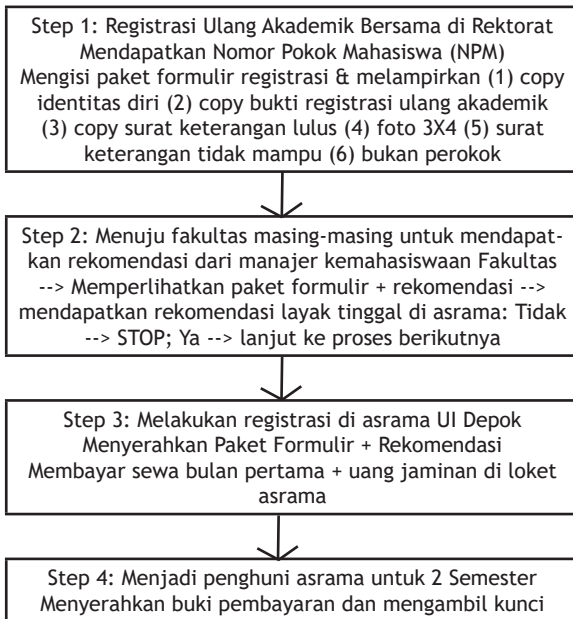 Step 1: Registrasi Ulang Akademik Bersama di Rektorat
Mendapatkan Nomor Pokok Mahasiswa (NPM)
Mengisi paket formulir registrasi & melampirkan (1) copy
identitas diri (2) copy bukti registrasi ulang akademik
(3) copy surat keterangan lulus (4) foto 3X4 (5) surat
keterangan tidak mampu (6) bukan perokok
Step 2: Menuju fakultas masing-masing untuk mendapat-
kan rekomendasi dari manajer kemahasiswaan Fakultas
--> Memperlihatkan paket formulir + rekomendasi -->
mendapatkan rekomendasi layak tinggal di asrama: Tidak
--> STOP; Ya --> lanjut ke proses berikutnya
Step 3: Melakukan registrasi di asrama UI Depok
Menyerahkan Paket Formulir + Rekomendasi
Membayar sewa bulan pertama + uang jaminan di loket
asrama
Step 4: Menjadi penghuni asrama untuk 2 Semester
Menyerahkan buki pembayaran dan mengambil kunci